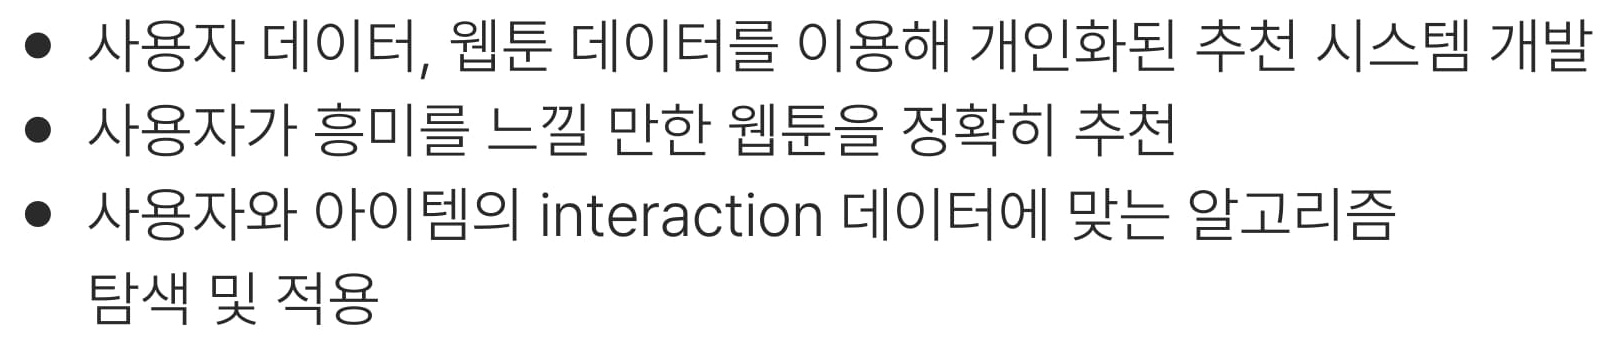 ● 사용자 데이터, 웹툰 데이터를 이용해 개인화된 추천 시스템 개발
● 사용자가 흥미를 느낄 만한 웹툰을 정확히 추천
● 사용자와 아이템의 interaction 데이터에 맞는 알고리즘
탐색 및 적용